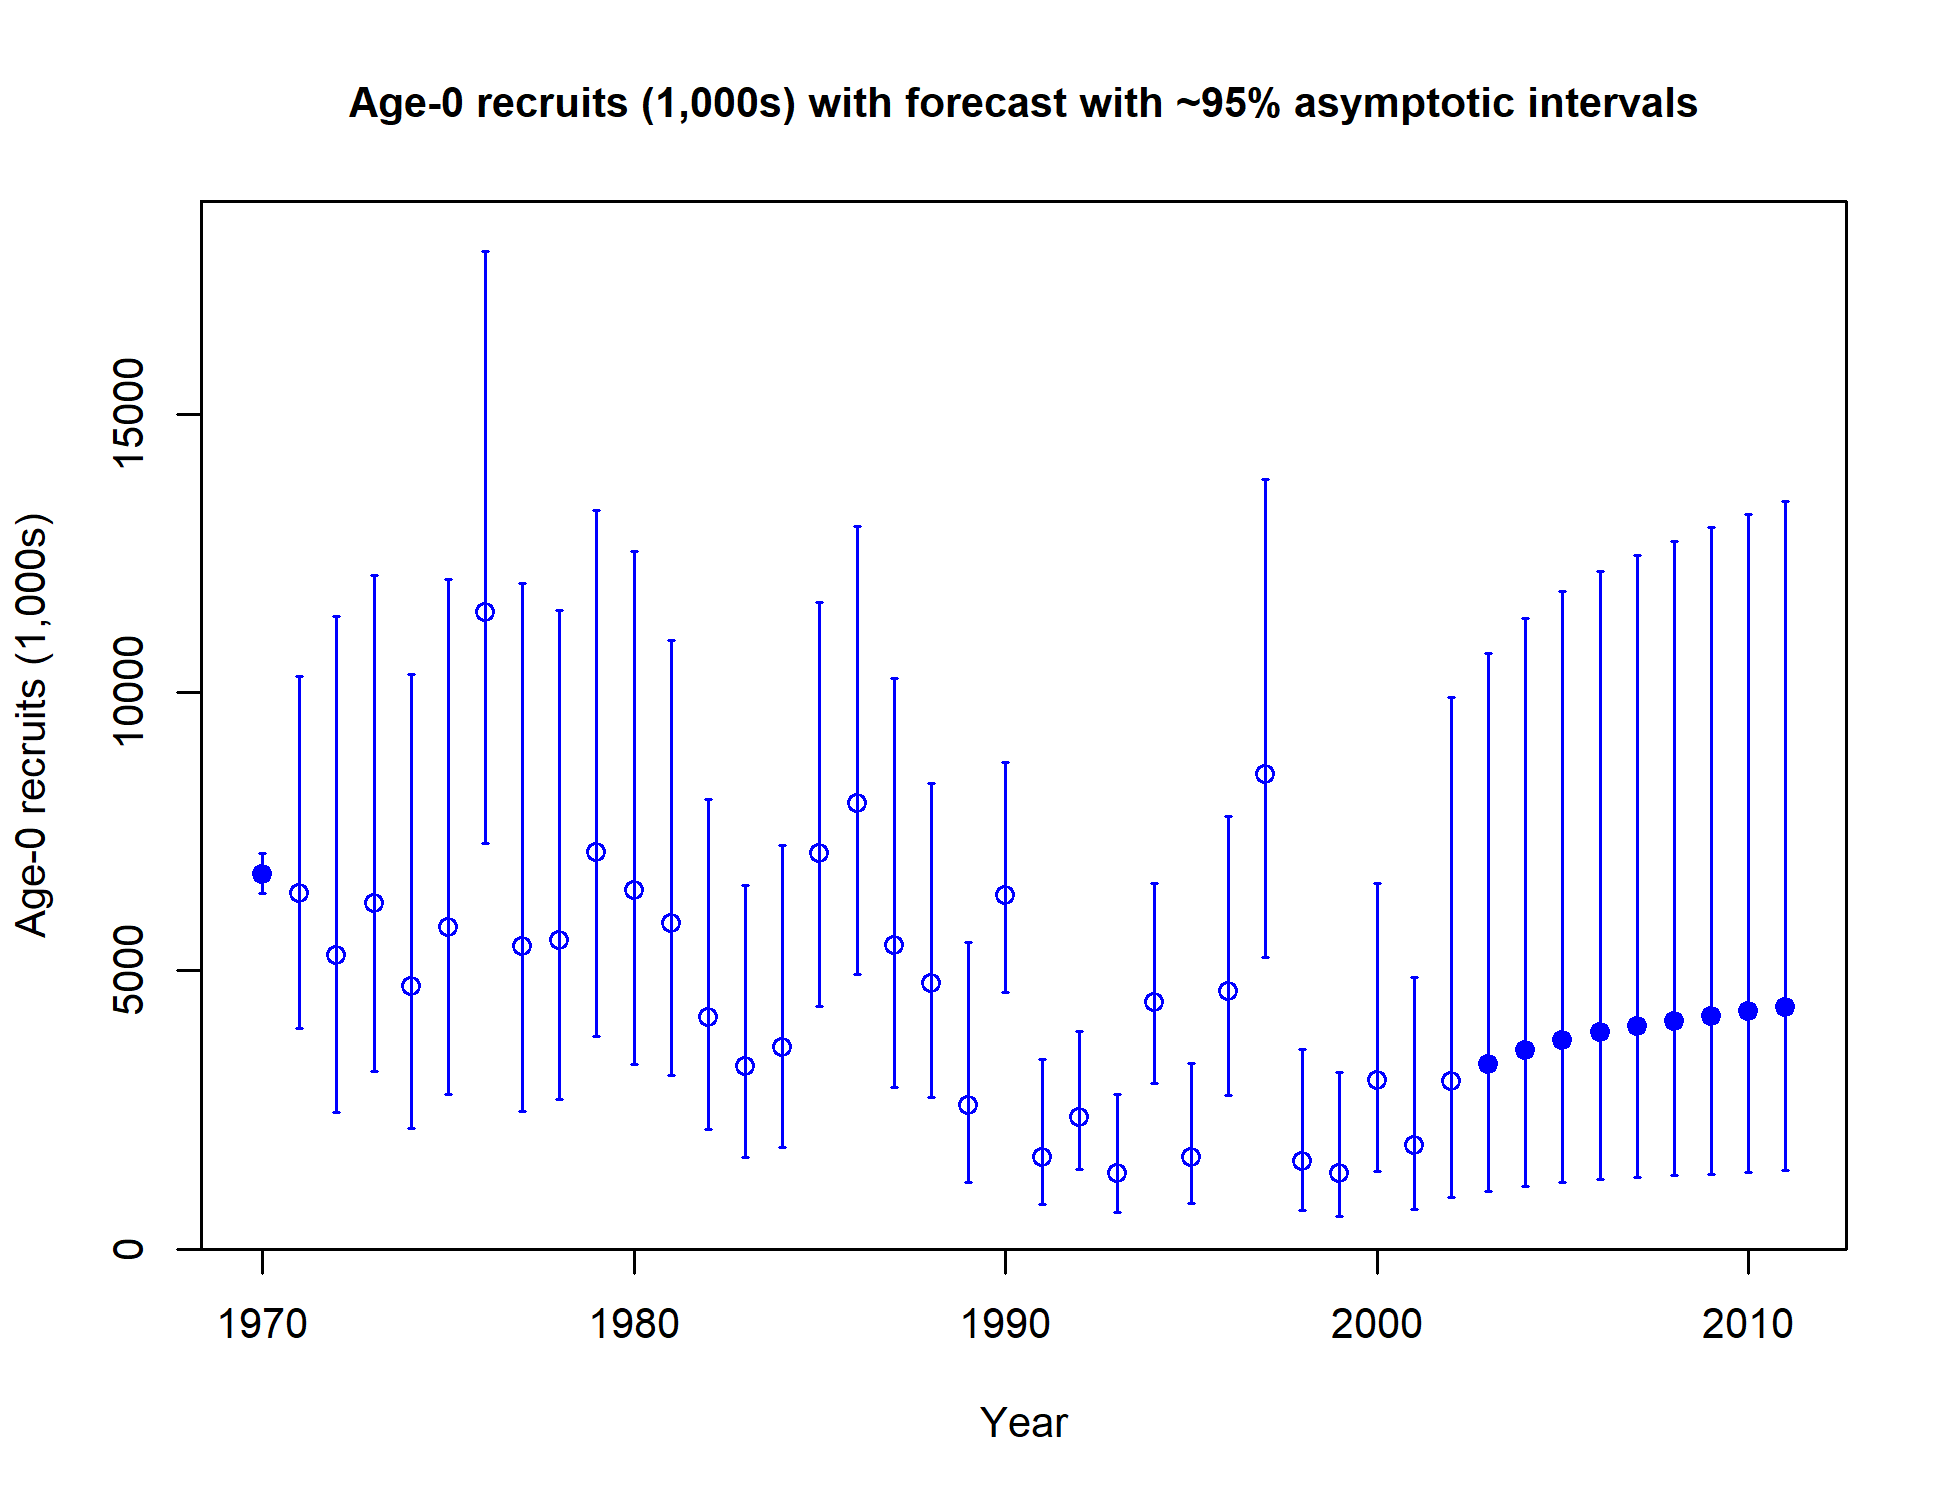 Age-0 recruits (1,000s) with forecast with ~95% asymptotic intervals
Age-0 recruits (1,000s)
15000
10000
5000
0
1970 1980 1990 2000 2010
Year